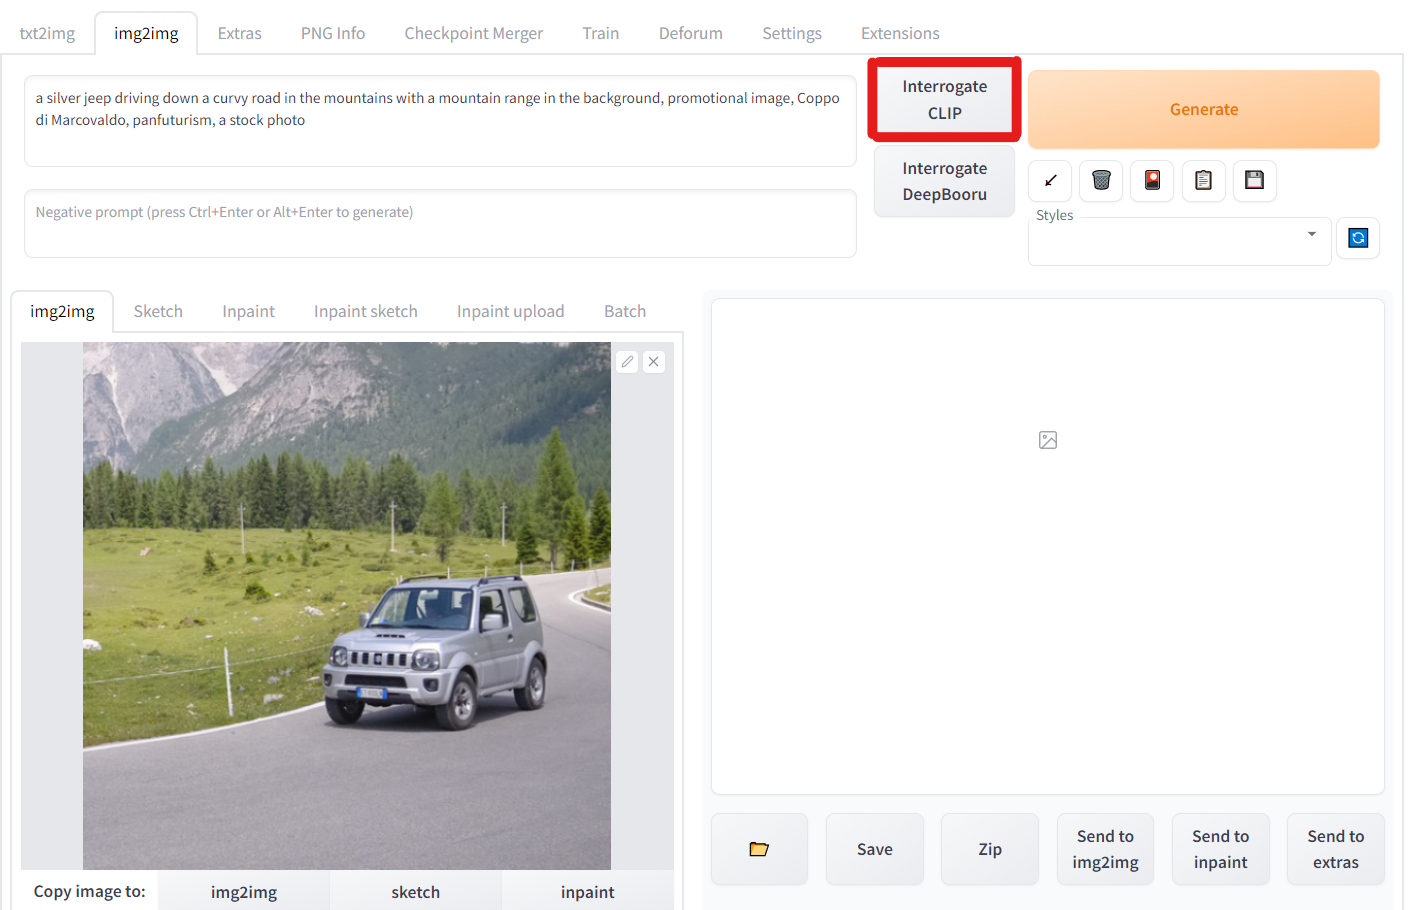 txt2img
img2img
Extras
PNG Info
Checkpoint Merger
Train
Deforum
Settings
Extensions
a silver jeep driving down a curvy road in the mountains with a mountain range in the background, promotional image, Coppo
di Marcovaldo, panfuturism, a stock photo
Interrogate
CLIP
Generate
Interrogate
DeepBooru
Negative prompt (press Ctrl+Enter or Alt+Enter to generate)
Styles
img2img
Sketch
Inpaint
Inpaint sketch
Inpaint upload
Batch
Copy image to:
img2img
sketch
inpaint
Save
Zip
Send to
img2img
Send to
inpaint
Send to
extras